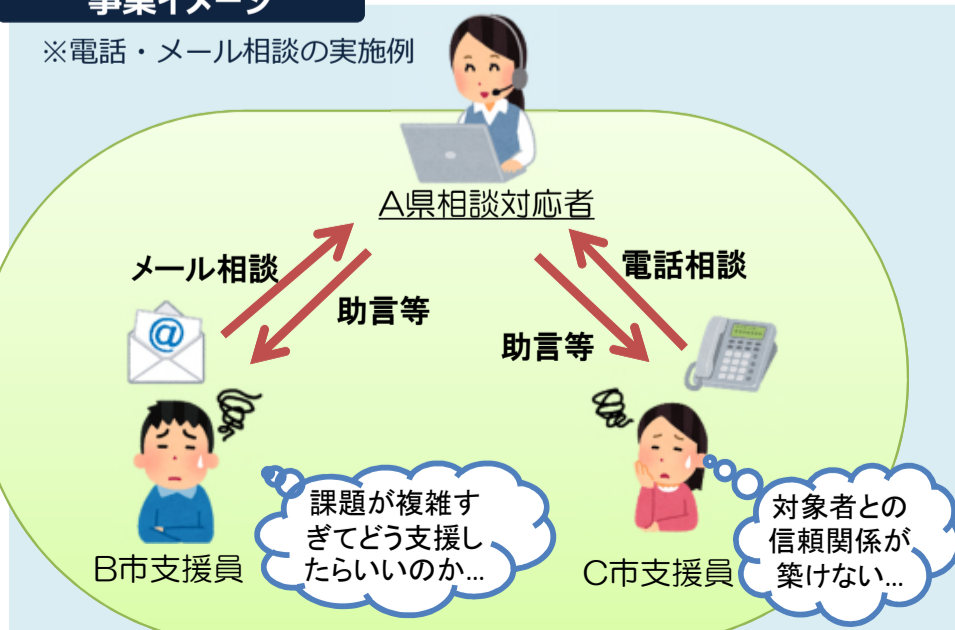 事業イメージ
※電話・メール相談の実施例
A県相談対応者
メール相談
助言等
電話相談
助言等
@
B市支援員
課題が複雑す
ぎてどう支援し
たらいいのか…
C市支援員
対象者との
信頼関係が
築けない…